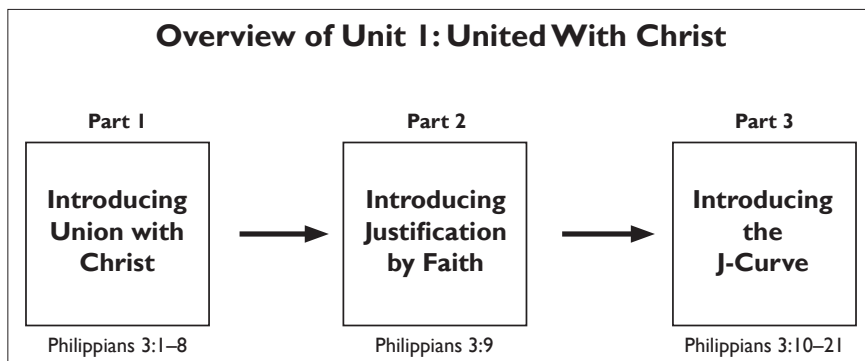 Overview of Unit 1: United With Christ
Part 1
Introducing
Union with
Christ
Philippians 3:1–8
Part 2
Introducing
Justification
by Faith
Philippians 3:9
Part 3
Introducing
the
J-Curve
Philippians 3:10–21